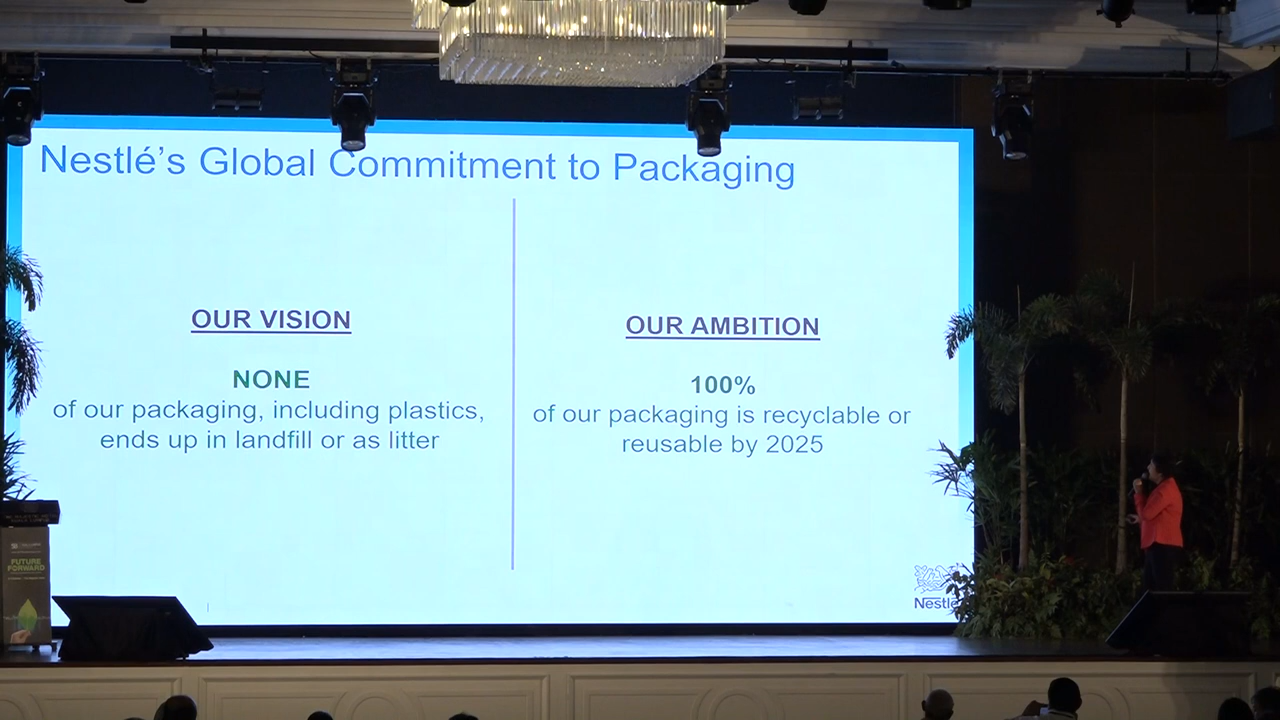 Nestlé's Global Commitment to Packaging
OUR VISION
NONE
of our packaging, including plastics,
ends up in landfill or as litter
OUR AMBITION
100%
of our packaging is recyclable or
reusable by 2025
Nestlé
FUTURE
FORWARD